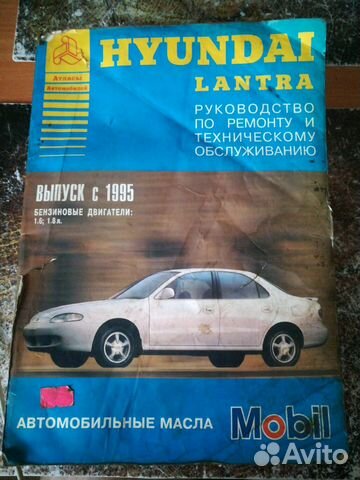 HYUNDAI
LANTRA
Атласы
Автомобилей
РУКОВОДСТВО
ПО РЕМОНТУ И
ТЕХНИЧЕСКОМУ
ОБСЛУЖИВАНИЮ
ВЫПУСК с 1995
БЕНЗИНОВЫЕ ДВИГАТЕЛИ:
1.6; 1.8 л.
АВТОМОБИЛЬНЫЕ МАСЛА
Mobil
Avito